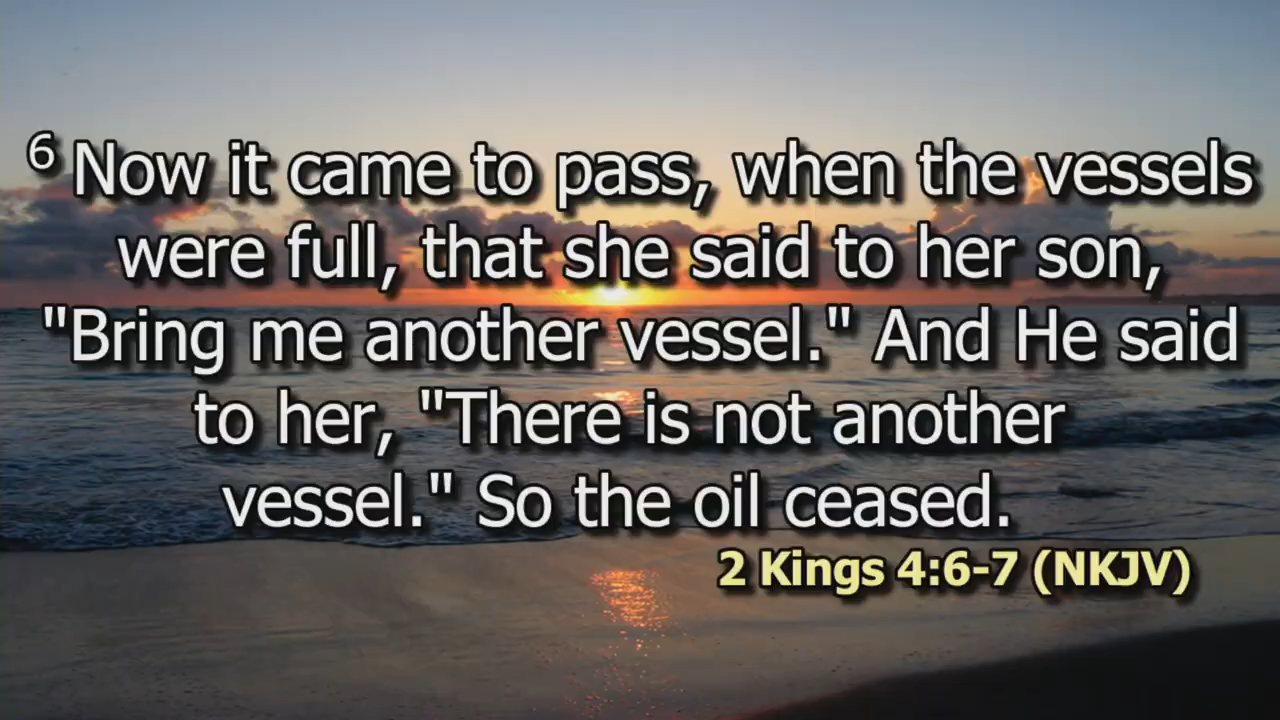 6 Now it came to pass, when the vessels
were full, that she said to her son,
"Bring me another vessel." And He said
to her, "There is not another
vessel." So the oil ceased.
2 Kings 4:6-7 (NKJV)